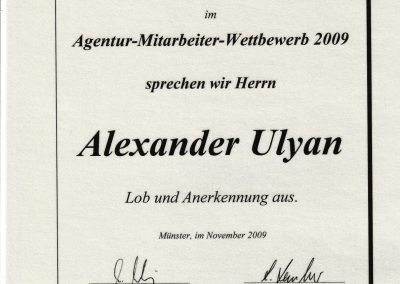 im
Agentur-Mitarbeiter-Wettbewerb 2009
sprechen wir Herrn
Alexander Ulyan
Lob und Anerkennung aus.
Münster, im November 2009